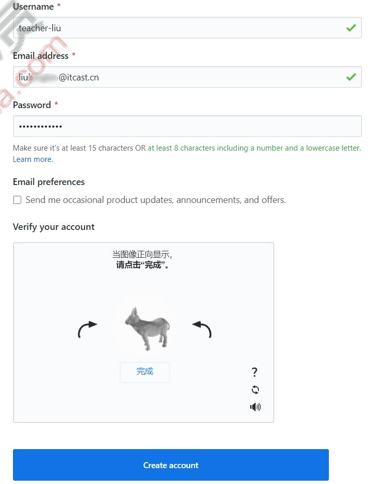 Username *
teacher-liu
Email address *
liu @itcast.cn
Password *
Make sure it's at least 15 characters OR at least 8 characters including a number and a lowercase letter.
Learn more.
Email preferences
Send me occasional product updates, announcements, and offers.
Verify your account
当图像正向显示，
请点击“完成”。
完成
?
Create account